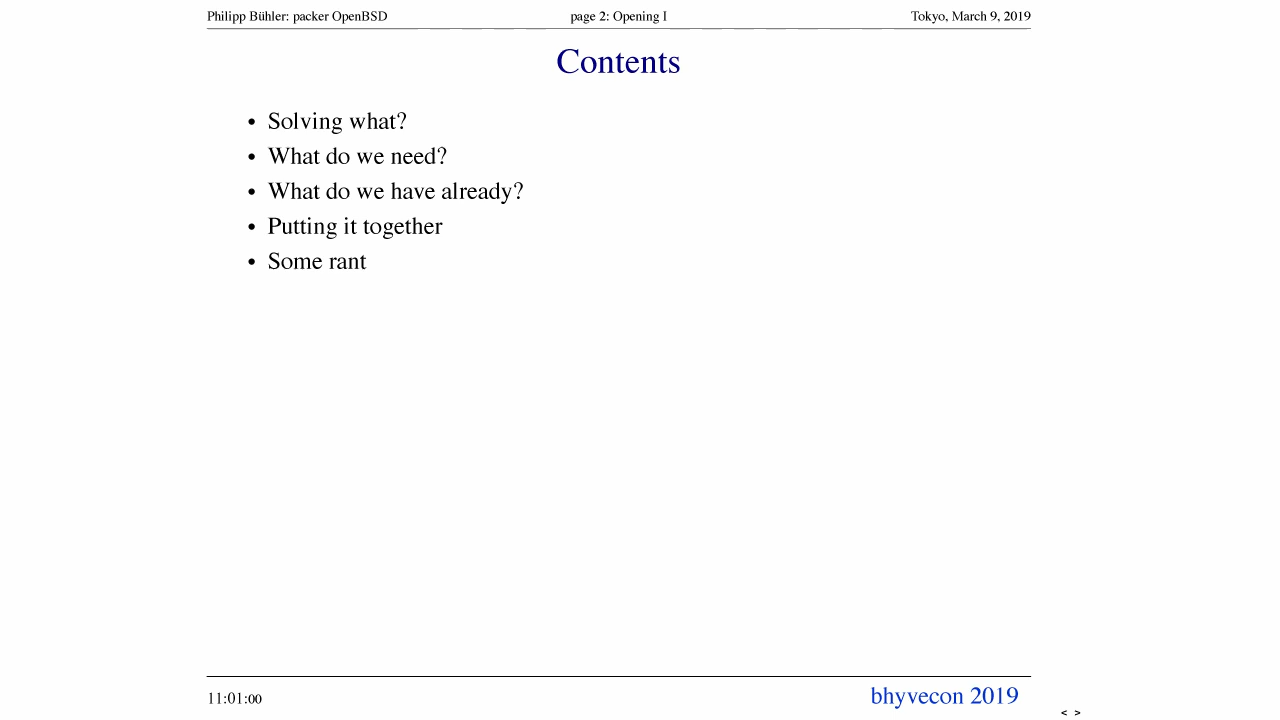 Philipp Bühler: packer OpenBSD page 2: Opening I Tokyo, March 9, 2019
Contents
• Solving what?
• What do we need?
• What do we have already?
• Putting it together
• Some rant
11:01:00 bhyvecon 2019
< >